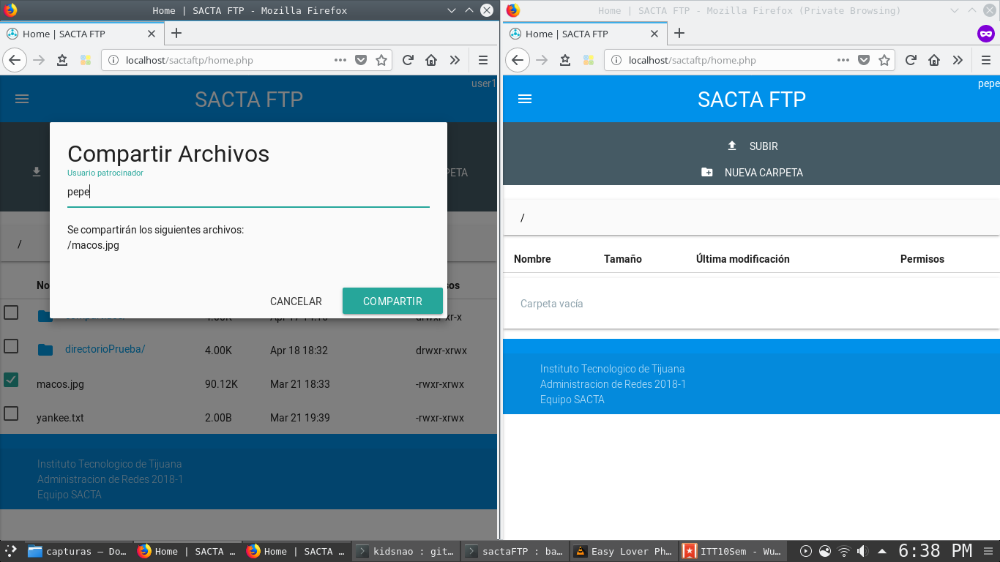 Home | SACTA FTP - Mozilla Firefox
Home | SACTA FTP
localhost/sactaftp/home.php
user1
SACTA FTP
PETA
Compartir Archivos
Usuario patrocinador
pepe
Se compartirán los siguientes archivos:
/macos.jpg
CANCELAR
COMPARTIR
/
No
os
4.00K Apr 17 14:10 drwxr-xr-x
directorioPrueba/ 4.00K Apr 18 18:32 drwxr-xrwx
macos.jpg 90.12K Mar 21 18:33 -rwxr-xrwx
yankee.txt 2.00B Mar 21 19:39 -rwxr-xrwx
Instituto Tecnologico de Tijuana
Administracion de Redes 2018-1
Equipo SACTA
Home | SACTA FTP - Mozilla Firefox (Private Browsing)
Home | SACTA FTP
localhost/sactaftp/home.php
pepe
SACTA FTP
SUBIR
NUEVA CARPETA
/
Nombre Tamaño Última modificación Permisos
Carpeta vacía
Instituto Tecnologico de Tijuana
Administracion de Redes 2018-1
Equipo SACTA
capturas — Do... Home | SACTA ... Home | SACTA ... kidsnao : git... sactaFTP : ba... Easy Lover Ph... ITT10Sem - Wu... 6:38 PM